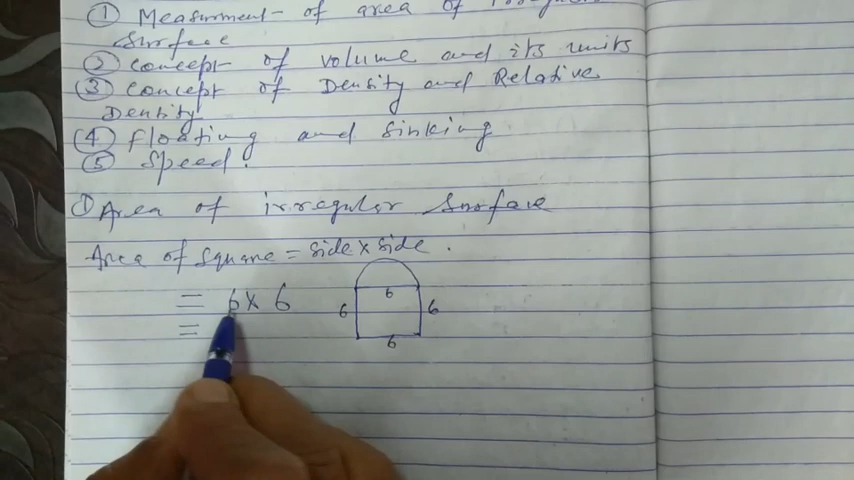 ① Measurment - of area of
Surface
② Concept of volume and its units
③ Concept of Density and Relative
Density
④ Floating and sinking.
⑤ Speed.
① Area of irregular Surface
Area of Square = side × side.
= 6 × 6
=
6
6
6
6